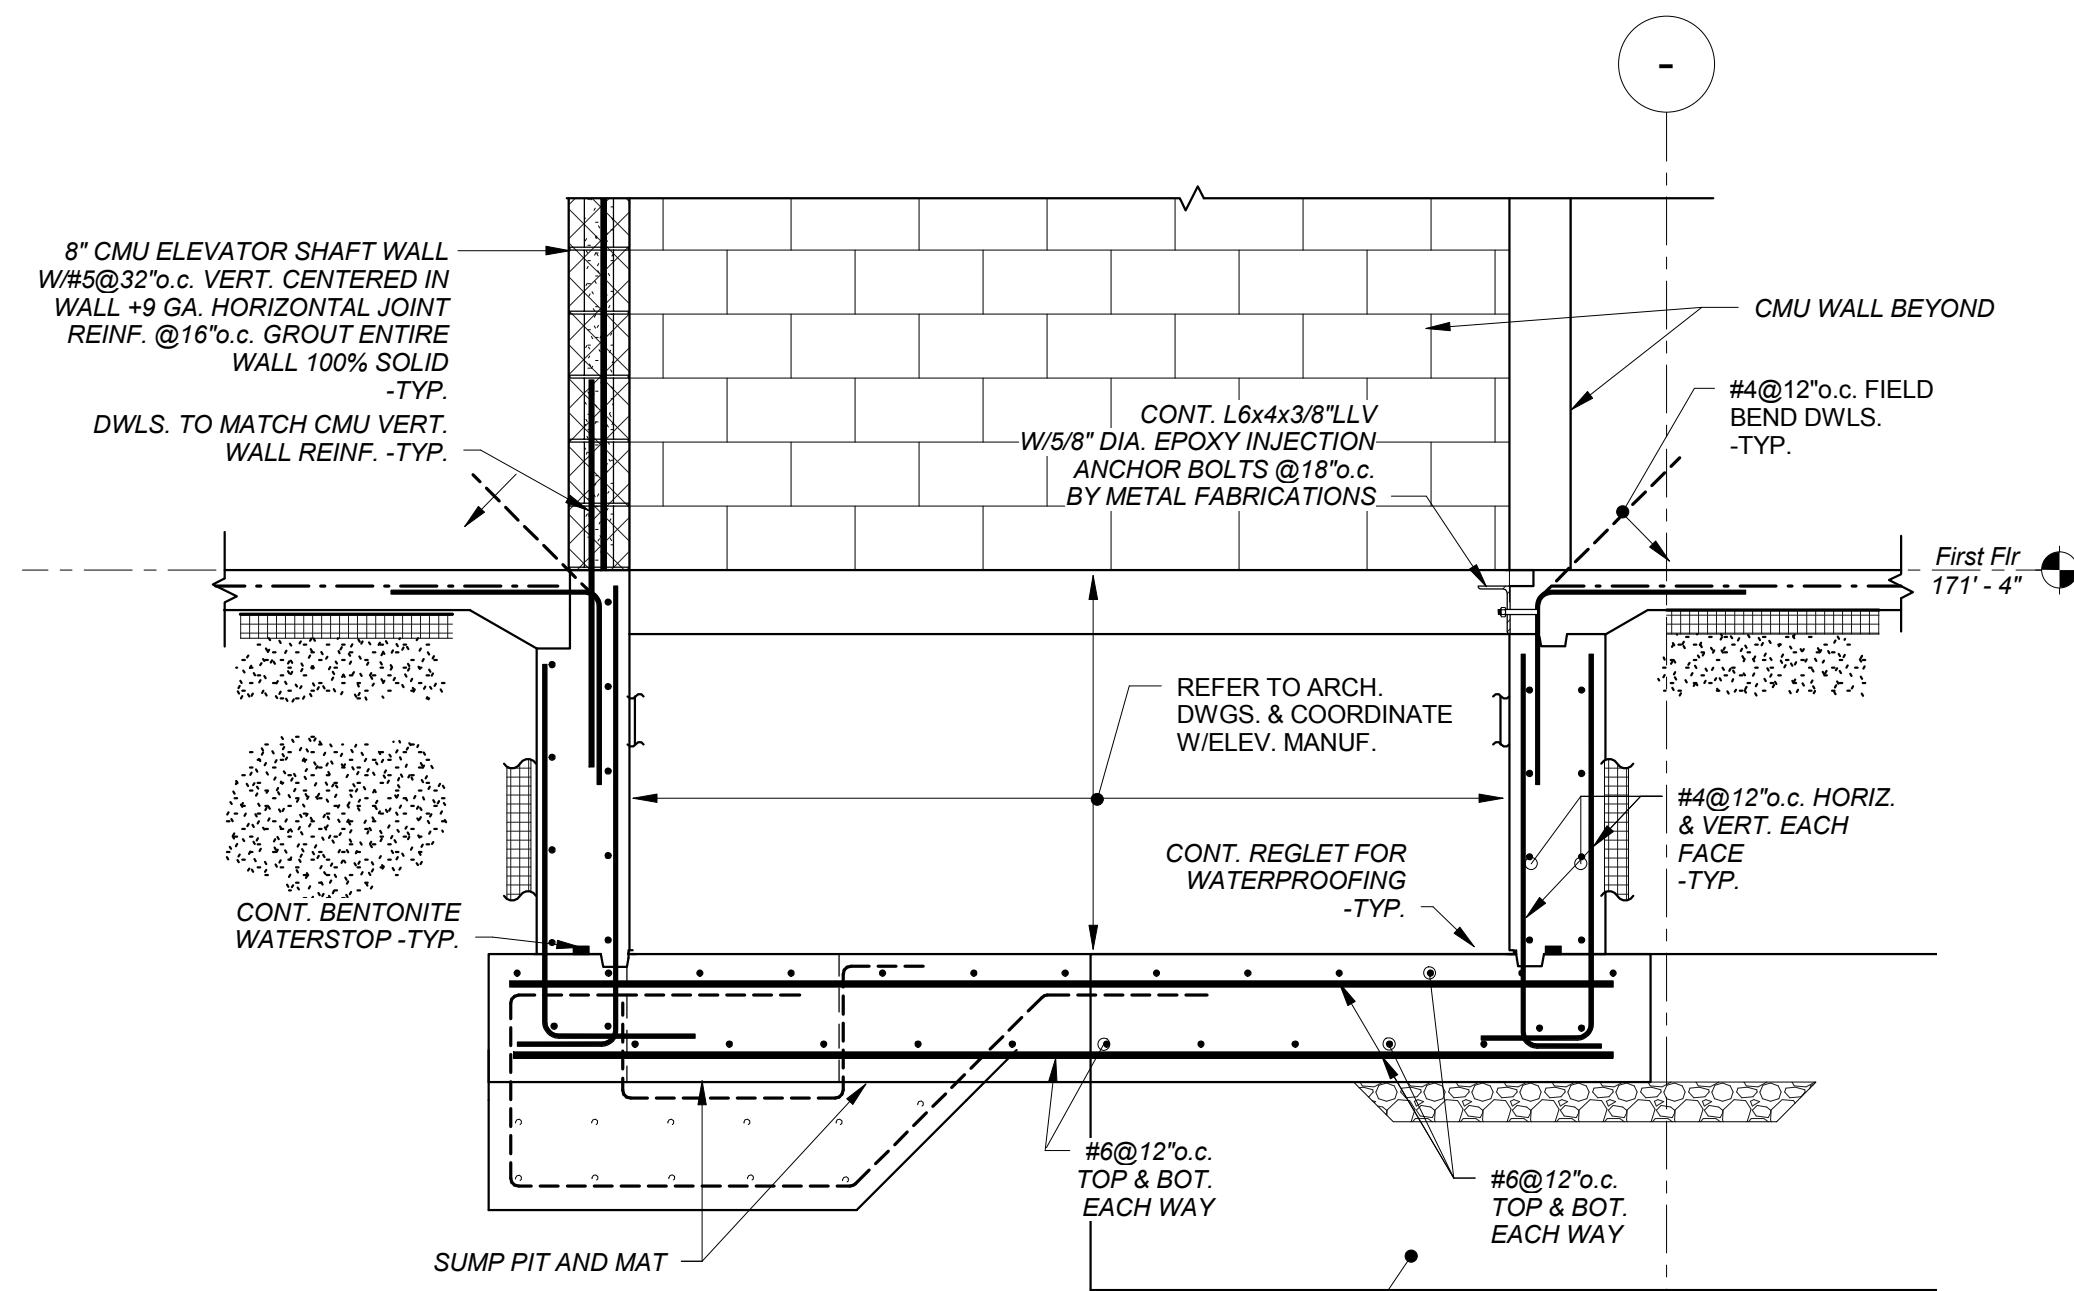 -
8" CMU ELEVATOR SHAFT WALL
W/#5@32"o.c. VERT. CENTERED IN
WALL +9 GA. HORIZONTAL JOINT
REINF. @16"o.c. GROUT ENTIRE
WALL 100% SOLID
-TYP.
DWLS. TO MATCH CMU VERT.
WALL REINF. -TYP.
CONT. L6x4x3/8"LLV
W/5/8" DIA. EPOXY INJECTION
ANCHOR BOLTS @18"o.c.
BY METAL FABRICATIONS
CMU WALL BEYOND
#4@12"o.c. FIELD
BEND DWLS.
-TYP.
First Flr
171' - 4"
REFER TO ARCH.
DWGS. & COORDINATE
W/ELEV. MANUF.
#4@12"o.c. HORIZ.
& VERT. EACH
FACE
-TYP.
CONT. REGLET FOR
WATERPROOFING
-TYP.
CONT. BENTONITE
WATERSTOP -TYP.
#6@12"o.c.
TOP & BOT.
EACH WAY
#6@12"o.c.
TOP & BOT.
EACH WAY
SUMP PIT AND MAT